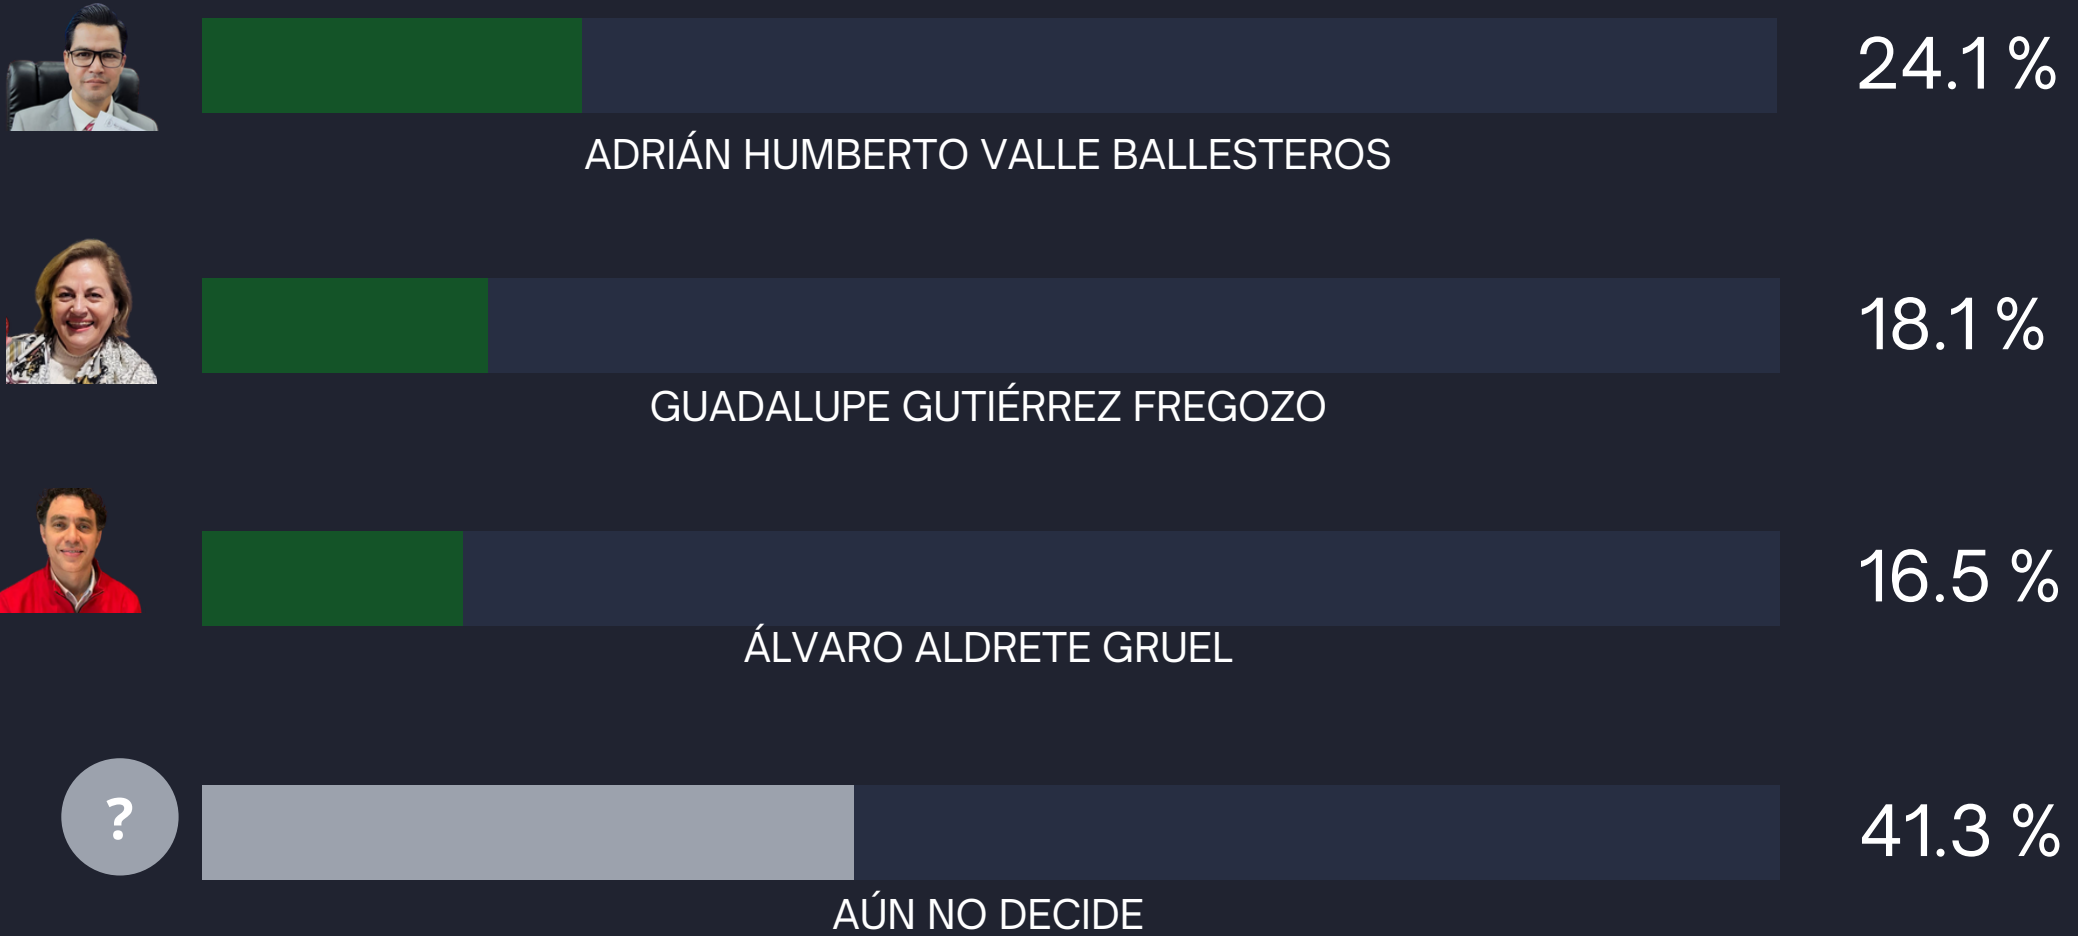 24.1 %
ADRIÁN HUMBERTO VALLE BALLESTEROS
18.1 %
GUADALUPE GUTIÉRREZ FREGOZO
16.5 %
ÁLVARO ALDRETE GRUEL
?
41.3 %
AÚN NO DECIDE